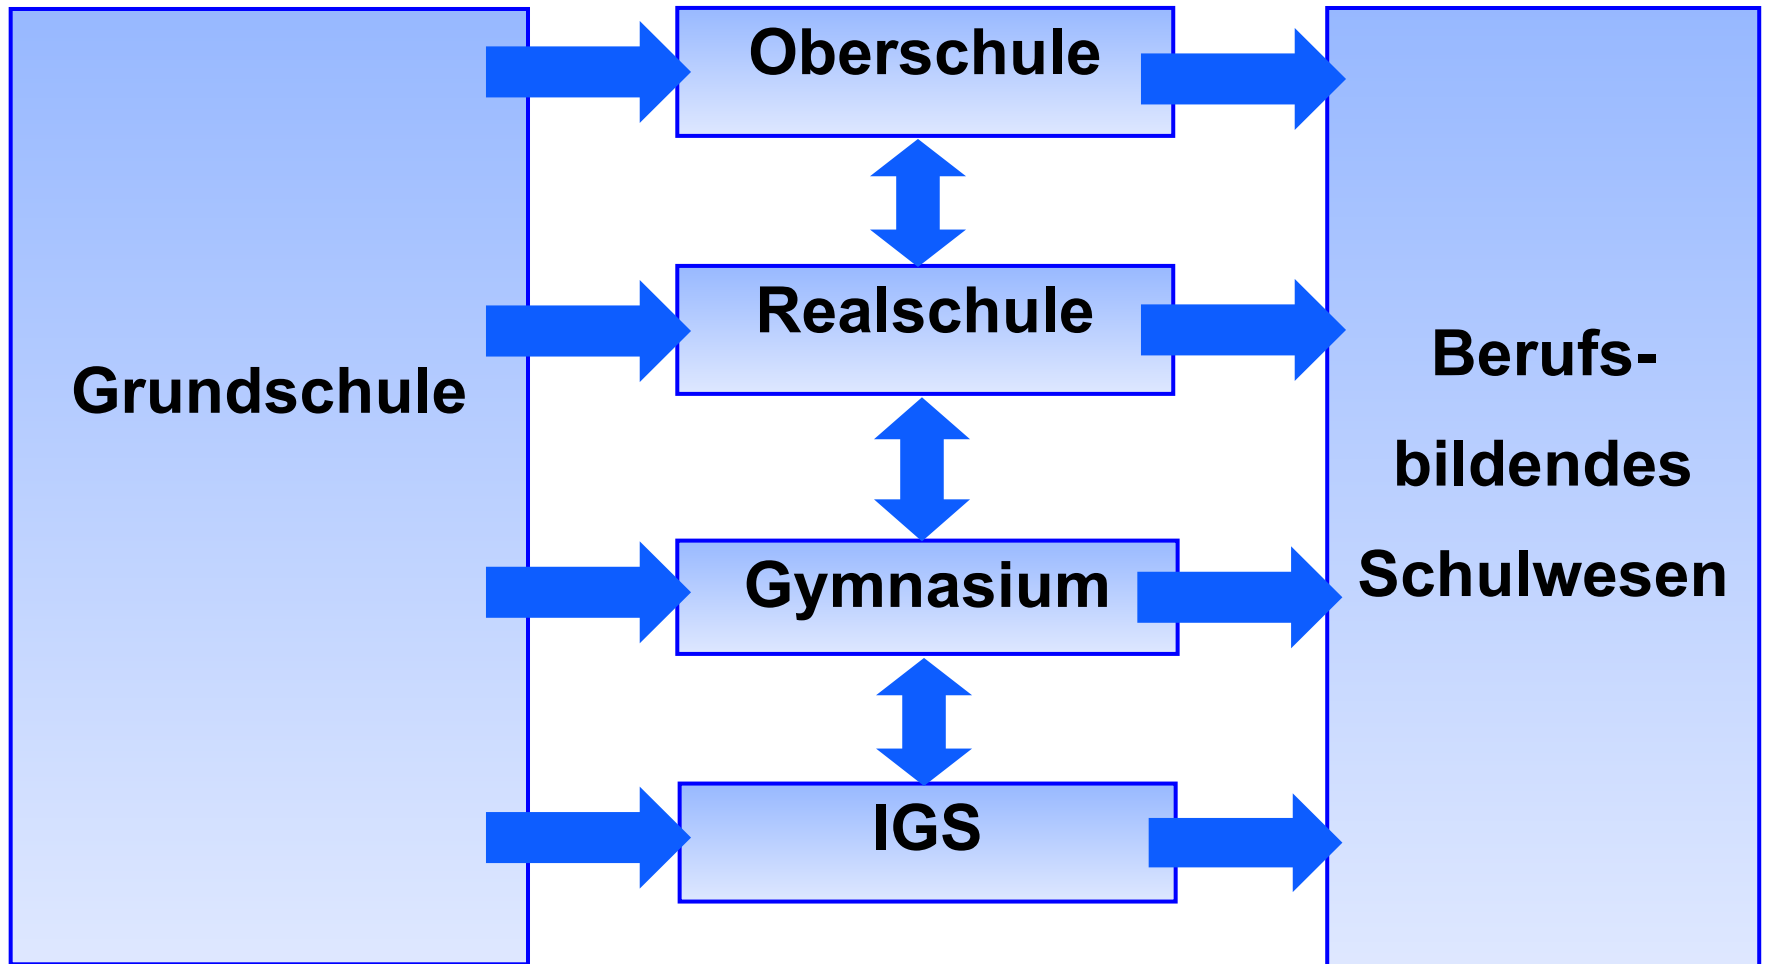 Grundschule
Oberschule
Realschule
Gymnasium
IGS
Berufs-
bildendes
Schulwesen